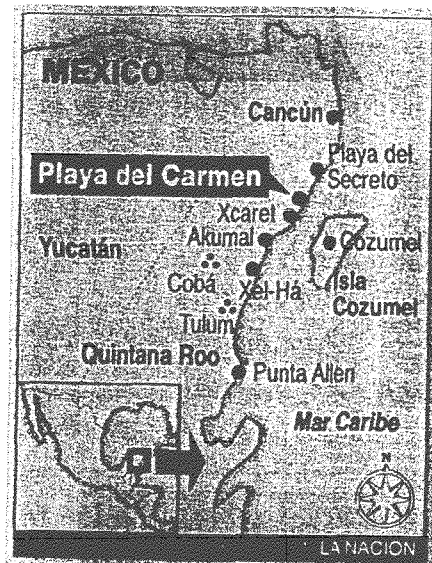 MEXICO
Cancún
Playa del
Secreto
Playa del Carmen
Xcaret
Akumal
Cozumel
Yucatán
Cobá
Xel-Há
Isla
Cozumel
Tulum
Quintana Roo
Punta Allen
Mar Caribe
N
LA NACION